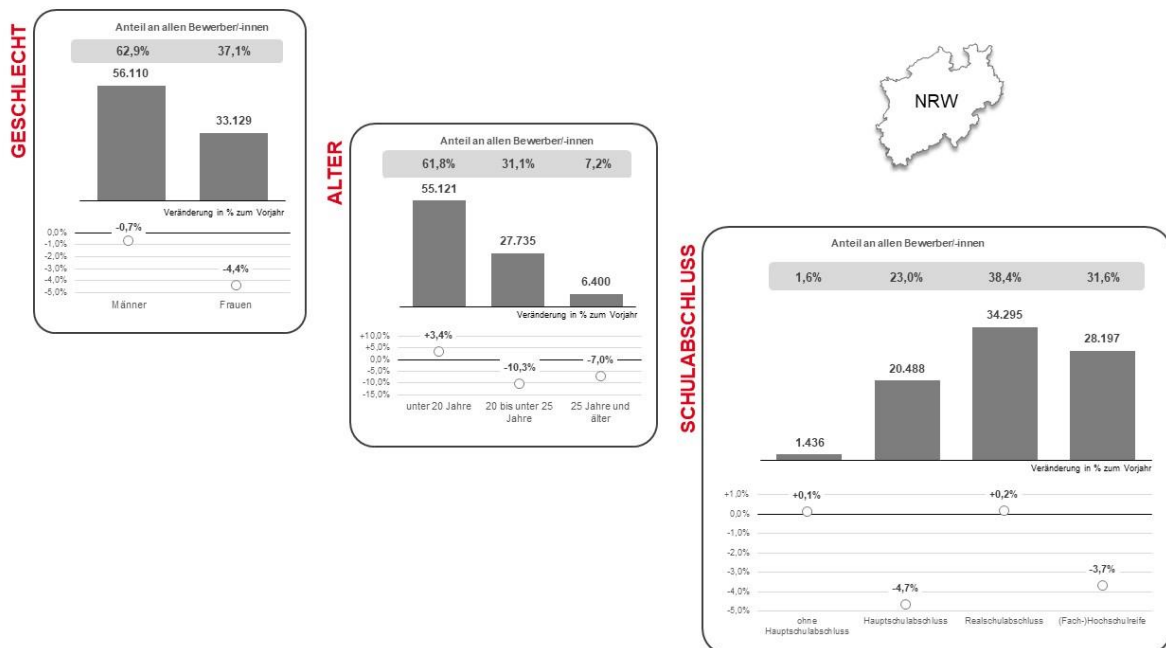 GESCHLECHT
Anteil an allen Bewerber/-innen
62,9% 37,1%
56.110
33.129
Veränderung in % zum Vorjahr
0,0%
-1,0%
-2,0%
-3,0%
-4,0%
-5,0%
-0,7%
-4,4%
Männer Frauen
NRW
ALTER
Anteil an allen Bewerber/-innen
61,8% 31,1% 7,2%
55.121
27.735
6.400
Veränderung in % zum Vorjahr
+10,0%
+5,0%
0,0%
-5,0%
-10,0%
-15,0%
+3,4%
-10,3%
-7,0%
unter 20 Jahre 20 bis unter 25 25 Jahre und
Jahre älter
SCHULABSCHLUSS
Anteil an allen Bewerber/-innen
1,6% 23,0% 38,4% 31,6%
1.436
20.488
34.295
28.197
Veränderung in % zum Vorjahr
+1,0%
0,0%
-1,0%
-2,0%
-3,0%
-4,0%
-5,0%
+0,1%
-4,7%
+0,2%
-3,7%
ohne Hauptschulabschluss Realschulabschluss (Fach-)Hochschulreife
Hauptschulabschluss